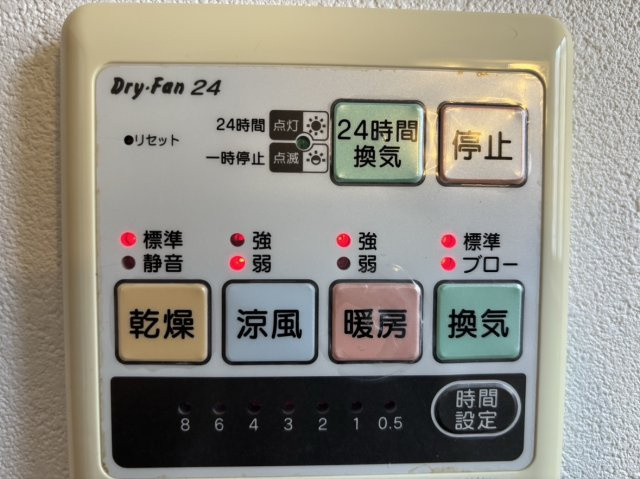 Dry·Fan 24
24時間 点灯
一時停止 点滅
●リセット
24時間
換気
停止
標準
静音
強
弱
強
弱
標準
ブロー
乾燥
涼風
暖房
換気
8 6 4 3 2 1 0.5
時間
設定